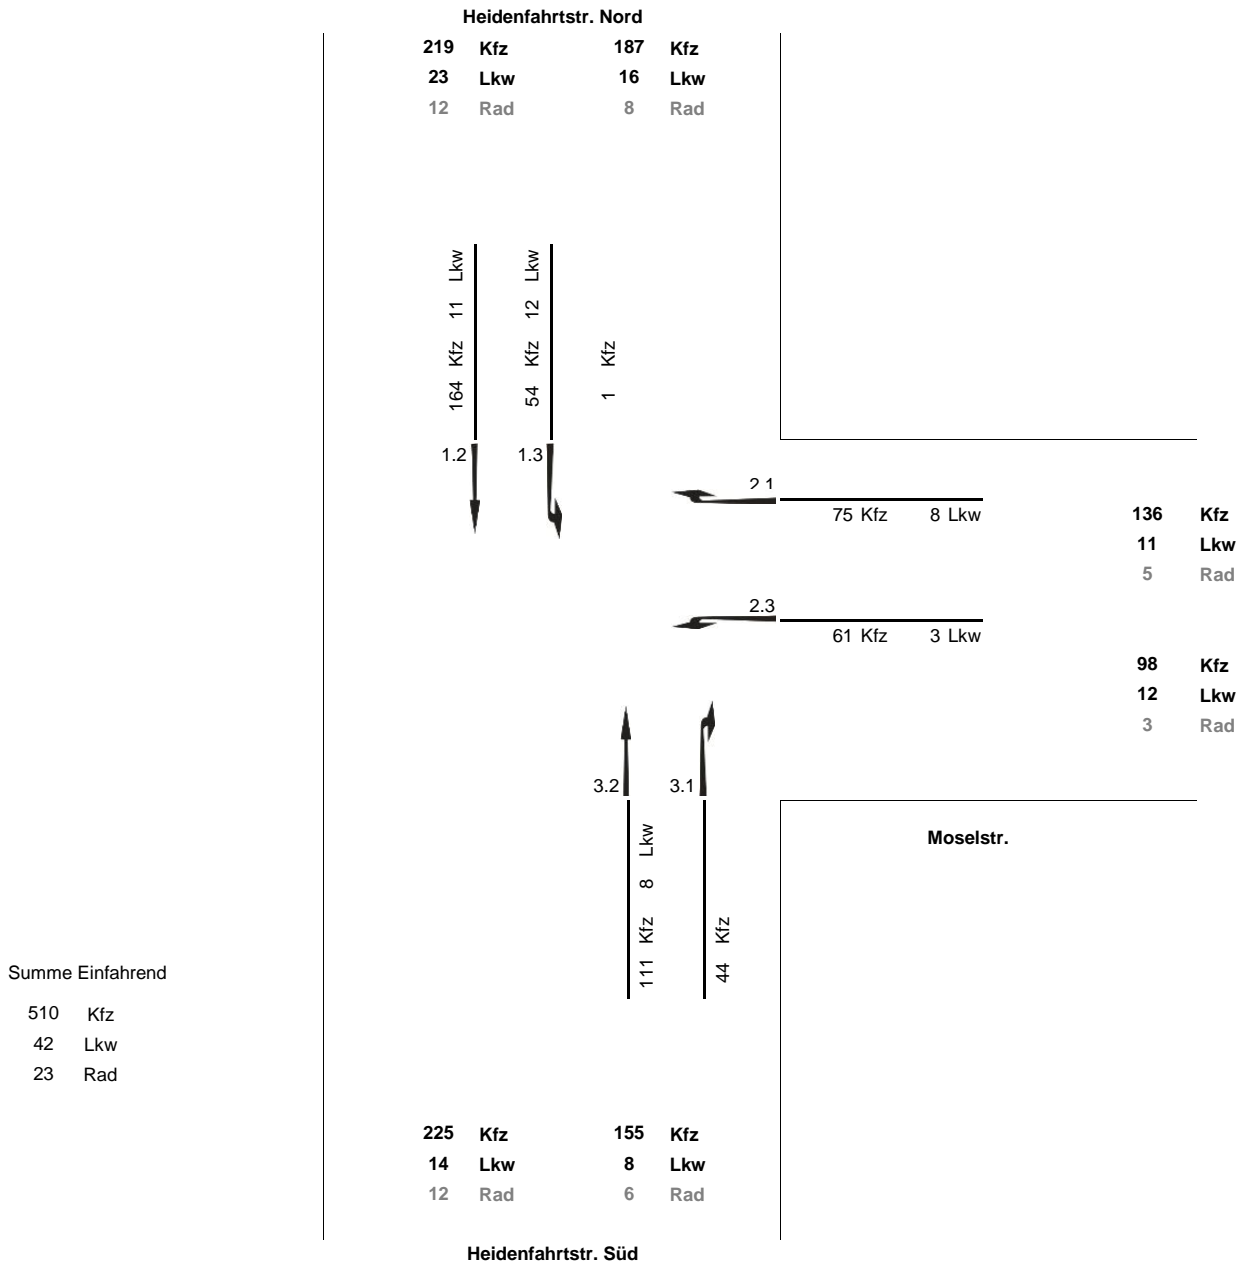 Heidenfahrtstr. Nord
219 Kfz 187 Kfz
23 Lkw 16 Lkw
12 Rad 8 Rad
164 Kfz 11 Lkw
54 Kfz 12 Lkw
1 Kfz
1.2
1.3
2.1
75 Kfz 8 Lkw
136 Kfz
11 Lkw
5 Rad
2.3
61 Kfz 3 Lkw
98 Kfz
12 Lkw
3 Rad
3.2
3.1
111 Kfz 8 Lkw
44 Kfz
Moselstr.
Summe Einfahrend
510 Kfz
42 Lkw
23 Rad
225 Kfz 155 Kfz
14 Lkw 8 Lkw
12 Rad 6 Rad
Heidenfahrtstr. Süd